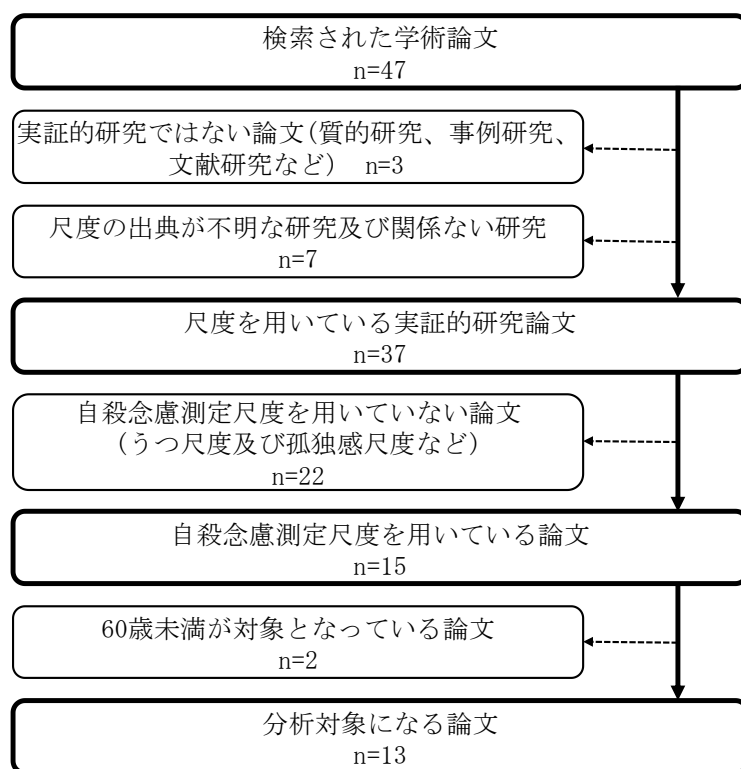 検索された学術論文
n=47
実証的研究ではない論文(質的研究、事例研究、
文献研究など)　n=3
尺度の出典が不明な研究及び関係ない研究
n=7
尺度を用いている実証的研究論文
n=37
自殺念慮測定尺度を用いていない論文
(うつ尺度及び孤独感尺度など)
n=22
自殺念慮測定尺度を用いている論文
n=15
60歳未満が対象となっている論文
n=2
分析対象になる論文
n=13